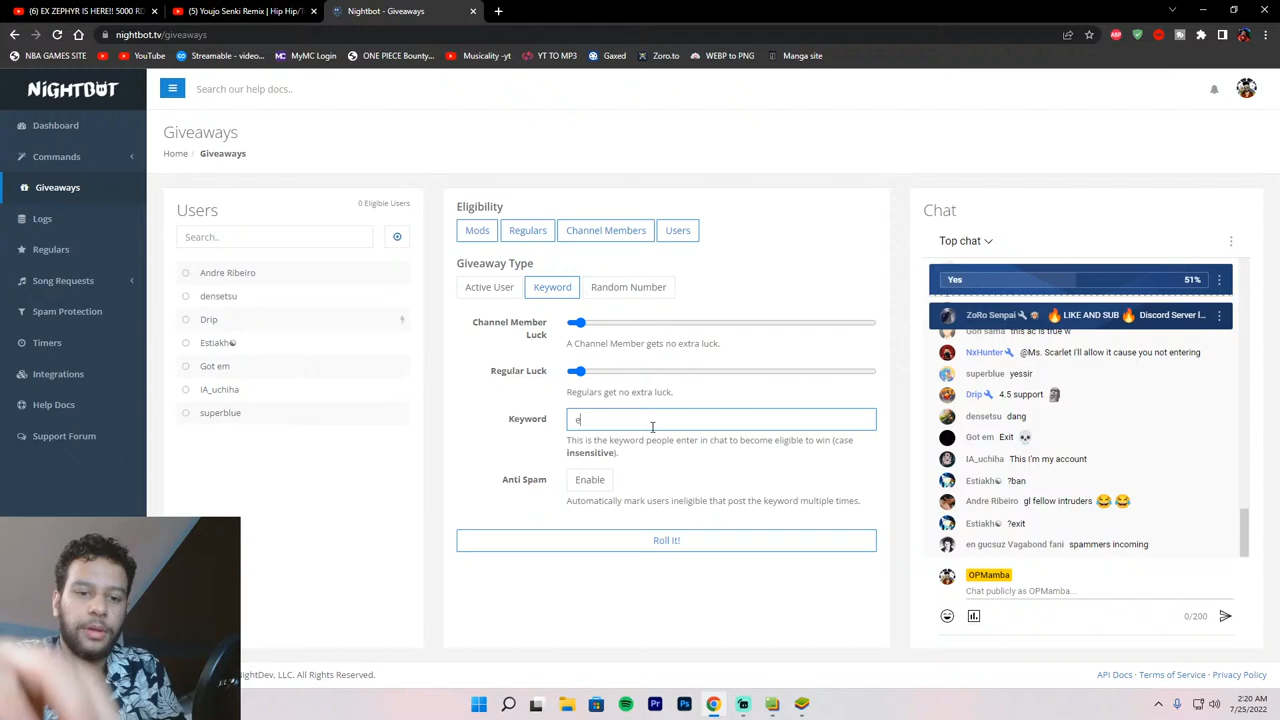 (6) EX ZEPHYR IS HERE!! 5000 RD
Youjo Senki Remix | Hip Hip/T
Nightbot - Giveaways
nightbot.tv/giveaways
NBA GAMES SITE
YouTube
Streamable - video...
MyMC Login
ONE PIECE Bounty...
Musicality -yt
YT TO MP3
Gaxed
Zoro.to
WEBP to PNG
Manga site
NIGHTBOT
Search our help docs..
Dashboard
Commands
Giveaways
Logs
Regulars
Song Requests
Spam Protection
Timers
Integrations
Help Docs
Support Forum
Giveaways
Home / Giveaways
Users
0 Eligible Users
Search..
Andre Ribeiro
densetsu
Drip
Estiakh☯
Got em
IA_uchiha
superblue
Eligibility
Mods
Regulars
Channel Members
Users
Giveaway Type
Active User
Keyword
Random Number
Channel Member Luck
A Channel Member gets no extra luck.
Regular Luck
Regulars get no extra luck.
Keyword
e
This is the keyword people enter in chat to become eligible to win (case
insensitive).
Anti Spam
Enable
Automatically mark users ineligible that post the keyword multiple times.
Roll It!
Chat
Top chat
Yes 51%
ZoRo Senpai 🔥 LIKE AND SUB 🔥 Discord Server l...
Gon sama this ac is true w
NxHunter @Ms. Scarlet I'll allow it cause you not entering
superblue yessir
Drip 4.5 support 🗿
densetsu dang
Got em Exit 💀
IA_uchiha This I'm my account
Estiakh☯ ?ban
Andre Ribeiro gl fellow intruders 😂😂
Estiakh☯ ?exit
en gucsuz Vagabond fani spammers incoming
OPMamba
Chat publicly as OPMamba...
0/200
NightDev, LLC. All Rights Reserved.
API Docs - Terms of Service - Privacy Policy
2:20 AM
7/25/2022